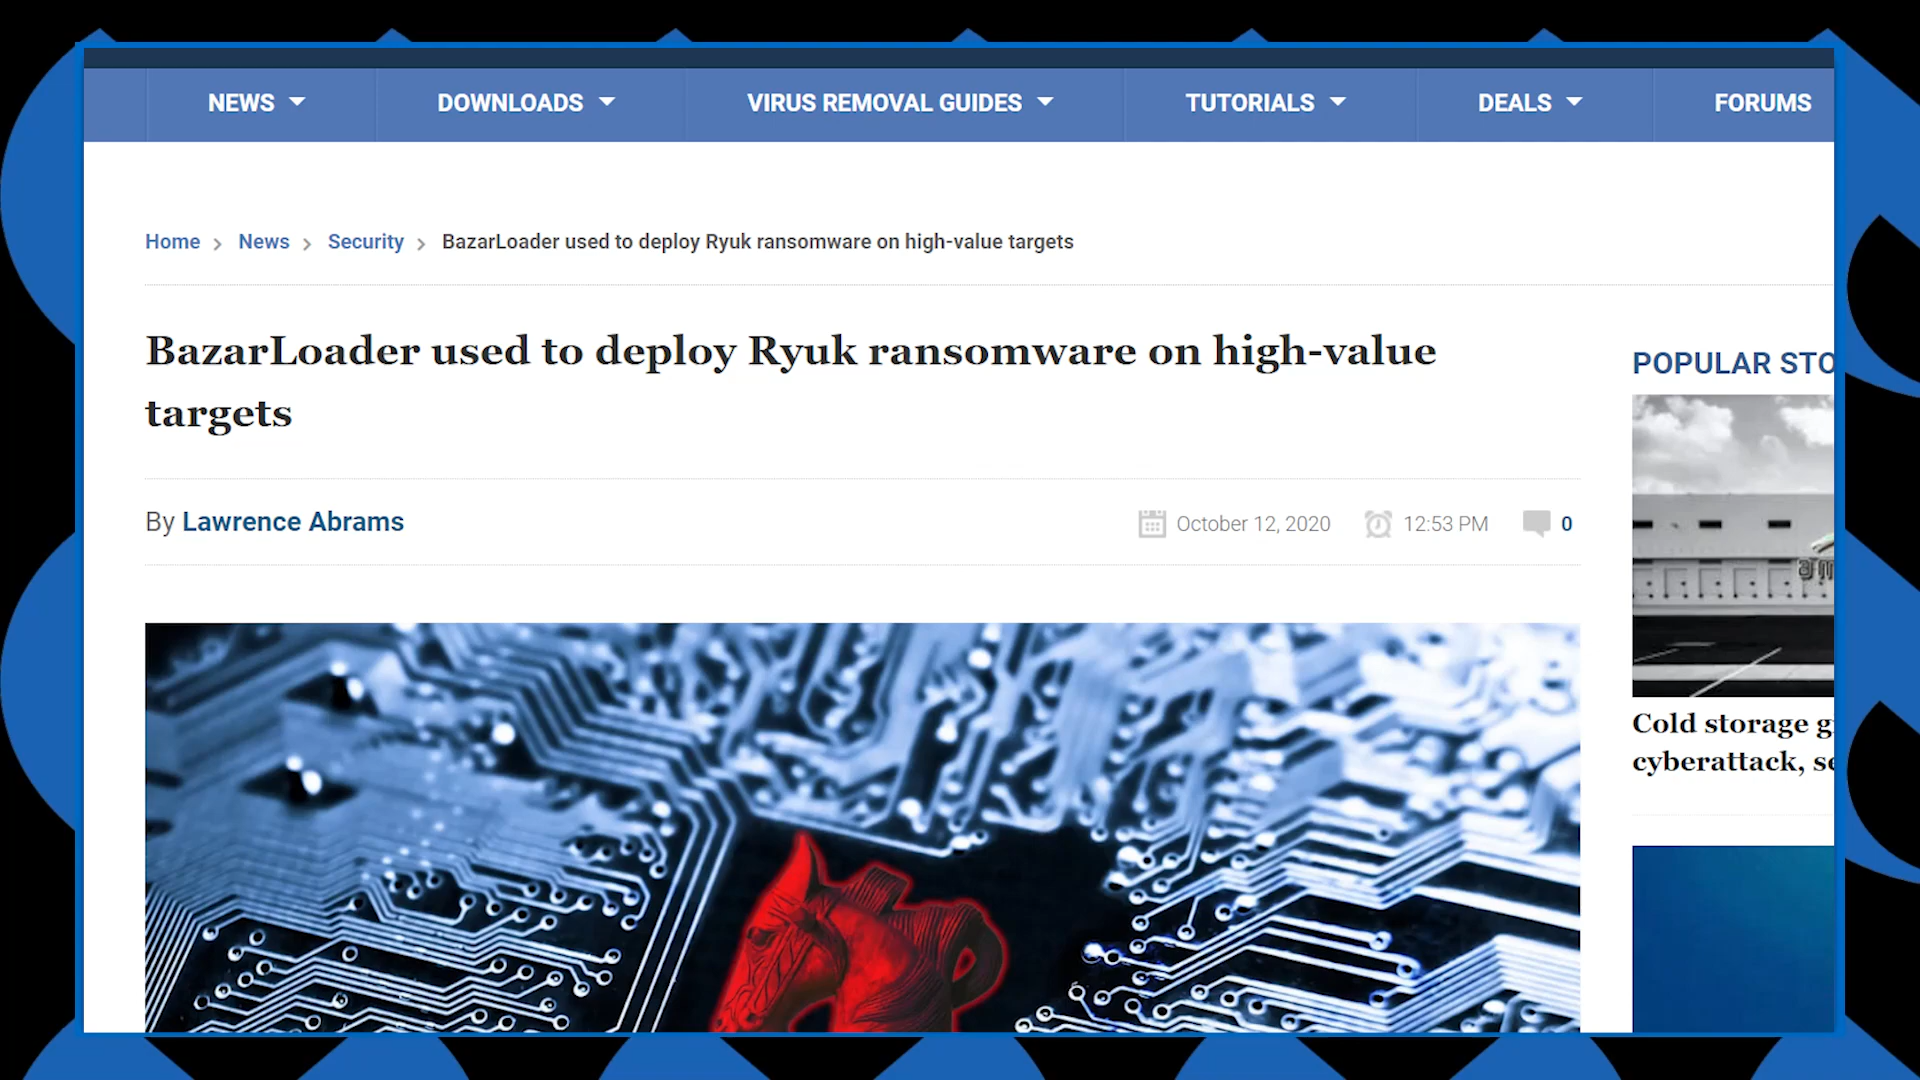 NEWS DOWNLOADS VIRUS REMOVAL GUIDES TUTORIALS DEALS FORUMS
Home > News > Security > BazarLoader used to deploy Ryuk ransomware on high-value targets
BazarLoader used to deploy Ryuk ransomware on high-value
targets
By Lawrence Abrams
October 12, 2020 12:53 PM 0
POPULAR
Cold storage
cyberattack,